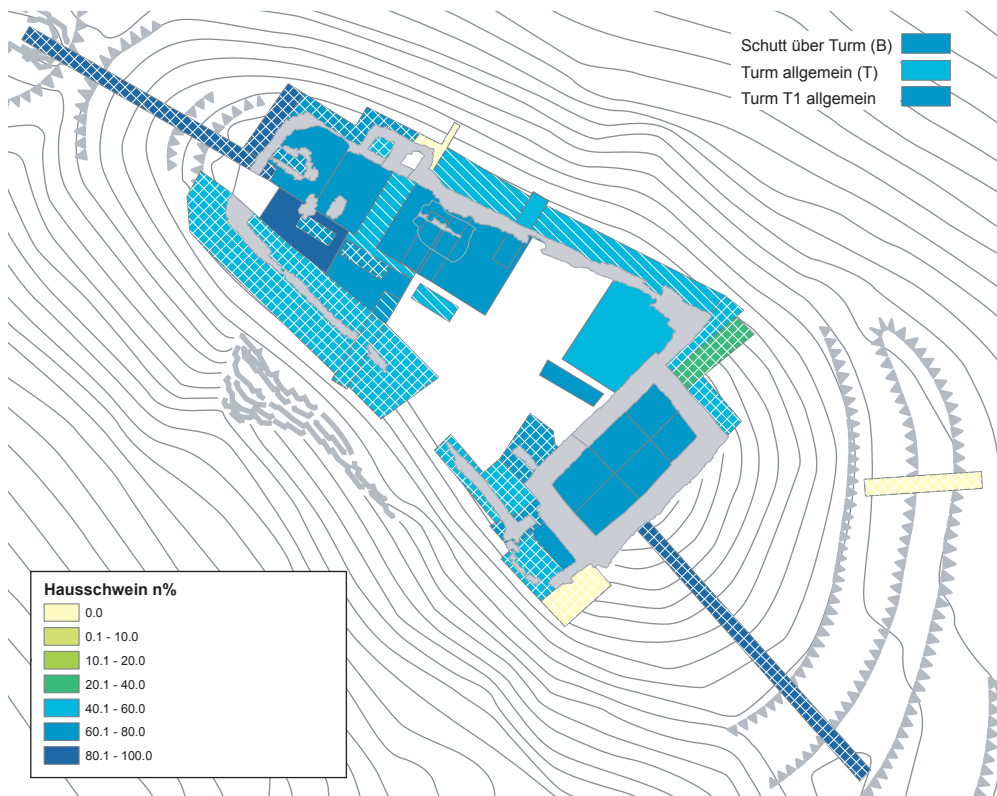 Schutt über Turm (B)
Turm allgemein (T)
Turm T1 allgemein
Hausschwein n%
0.0
0.1 - 10.0
10.1 - 20.0
20.1 - 40.0
40.1 - 60.0
60.1 - 80.0
80.1 - 100.0